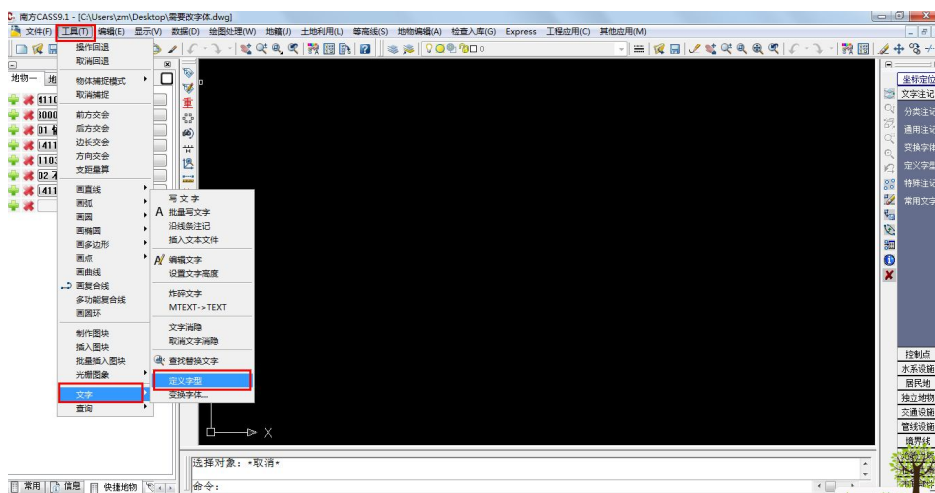 南方CASS9.1 - [C:\Users\zm\Desktop\需要改字体.dwg]
文件(F) 工具(T) 编辑(E) 显示(V) 数据(D) 绘图处理(W) 地籍(J) 土地利用(L) 等高线(S) 地物编辑(A) 检查入库(G) Express 工程应用(C) 其他应用(M)
操作回退
取消回退
物体捕捉模式
取消捕捉
前方交会
后方交会
边长交会
方向交会
支距量算
画直线
画弧
画圆
画椭圆
画多边形
画点
画曲线
画复合线
多功能复合线
画圆环
制作图块
插入图块
批量插入图块
光栅图象
文字
查询
写 文 字
A 批量写文字
沿线条注记
插入文本文件
编辑文字
设置文字高度
炸碎文字
MTEXT->TEXT
文字消隐
取消文字消隐
查找替换文字
定义字型
变换字体...
地物一
重
X
坐标定位
文字注记
分类注记
通用注记
变换字体
定义字型
特殊注记
常用文字
控制点
水系设施
居民地
独立地物
交通设施
管线设施
境界线
选择对象: *取消*
命令:
常用 信息 快捷地物